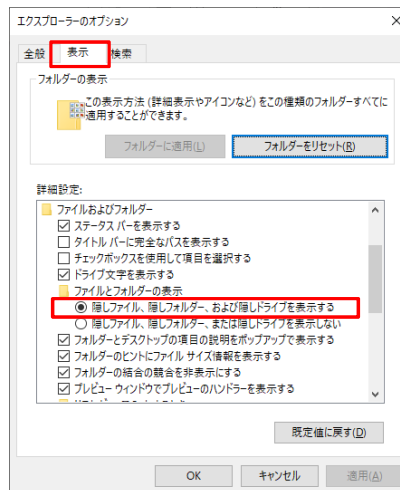 エクスプローラーのオプション
全般 表示 検索
フォルダーの表示
この表示方法 (詳細表示やアイコンなど) をこの種類のフォルダーすべてに
適用することができます。
フォルダーに適用(L) フォルダーをリセット(R)
詳細設定:
ファイルおよびフォルダー
ステータス バーを表示する
タイトル バーに完全なパスを表示する
チェックボックスを使用して項目を選択する
ドライブ文字を表示する
ファイルとフォルダーの表示
隠しファイル、隠しフォルダー、および隠しドライブを表示する
隠しファイル、隠しフォルダー、または隠しドライブを表示しない
フォルダーとデスクトップの項目の説明をポップアップで表示する
フォルダーのヒントにファイル サイズ情報を表示する
フォルダーの結合の競合を非表示にする
プレビュー ウィンドウでプレビューのハンドラーを表示する
既定値に戻す(D)
OK キャンセル 適用(A)